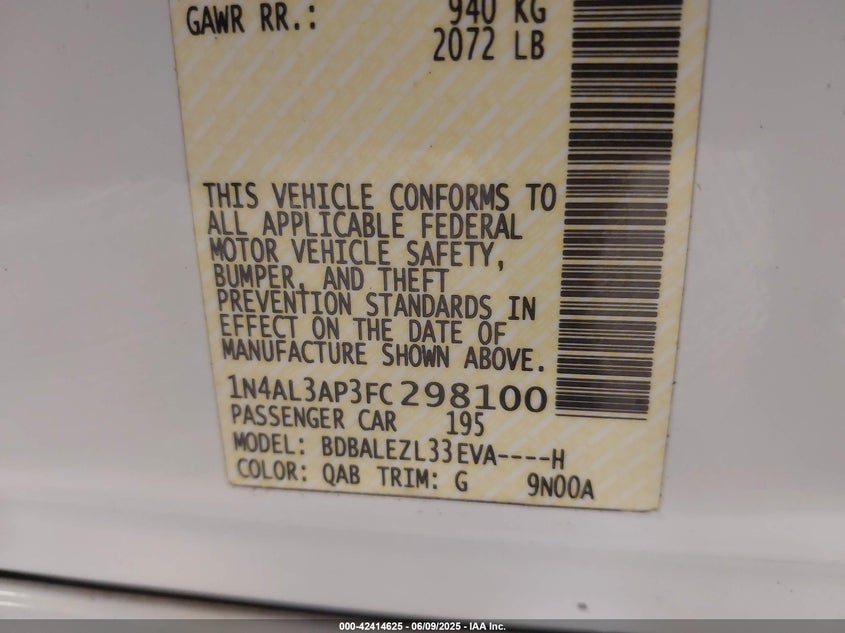 GAWR RR.: 940 KG
2072 LB
THIS VEHICLE CONFORMS TO
ALL APPLICABLE FEDERAL
MOTOR VEHICLE SAFETY,
BUMPER, AND THEFT
PREVENTION STANDARDS IN
EFFECT ON THE DATE OF
MANUFACTURE SHOWN ABOVE.
1N4AL3AP3FC298100
PASSENGER CAR 195
MODEL: BDBALEZL33EVA----H
COLOR: QAB TRIM: G 9N00A
000-42414625 - 06/09/2025 - IAA Inc.